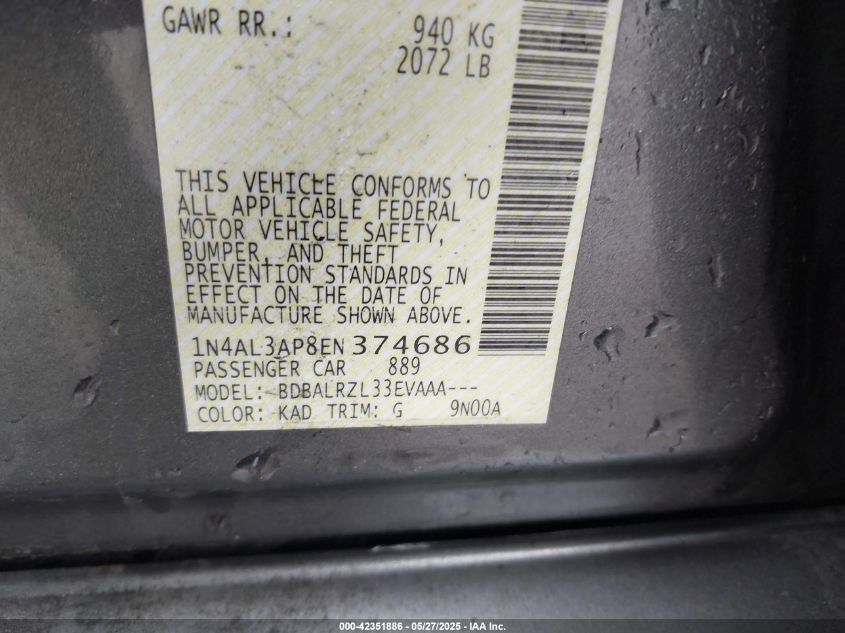 GAWR RR.: 940 KG
2072 LB
THIS VEHICLE CONFORMS TO
ALL APPLICABLE FEDERAL
MOTOR VEHICLE SAFETY,
BUMPER, AND THEFT
PREVENTION STANDARDS IN
EFFECT ON THE DATE OF
MANUFACTURE SHOWN ABOVE.
1N4AL3AP8EN 374686
PASSENGER CAR 889
MODEL: BDBALRZL33EVAAA---
COLOR: KAD TRIM: G 9N00A
000-42351886 - 05/27/2025 - IAA Inc.